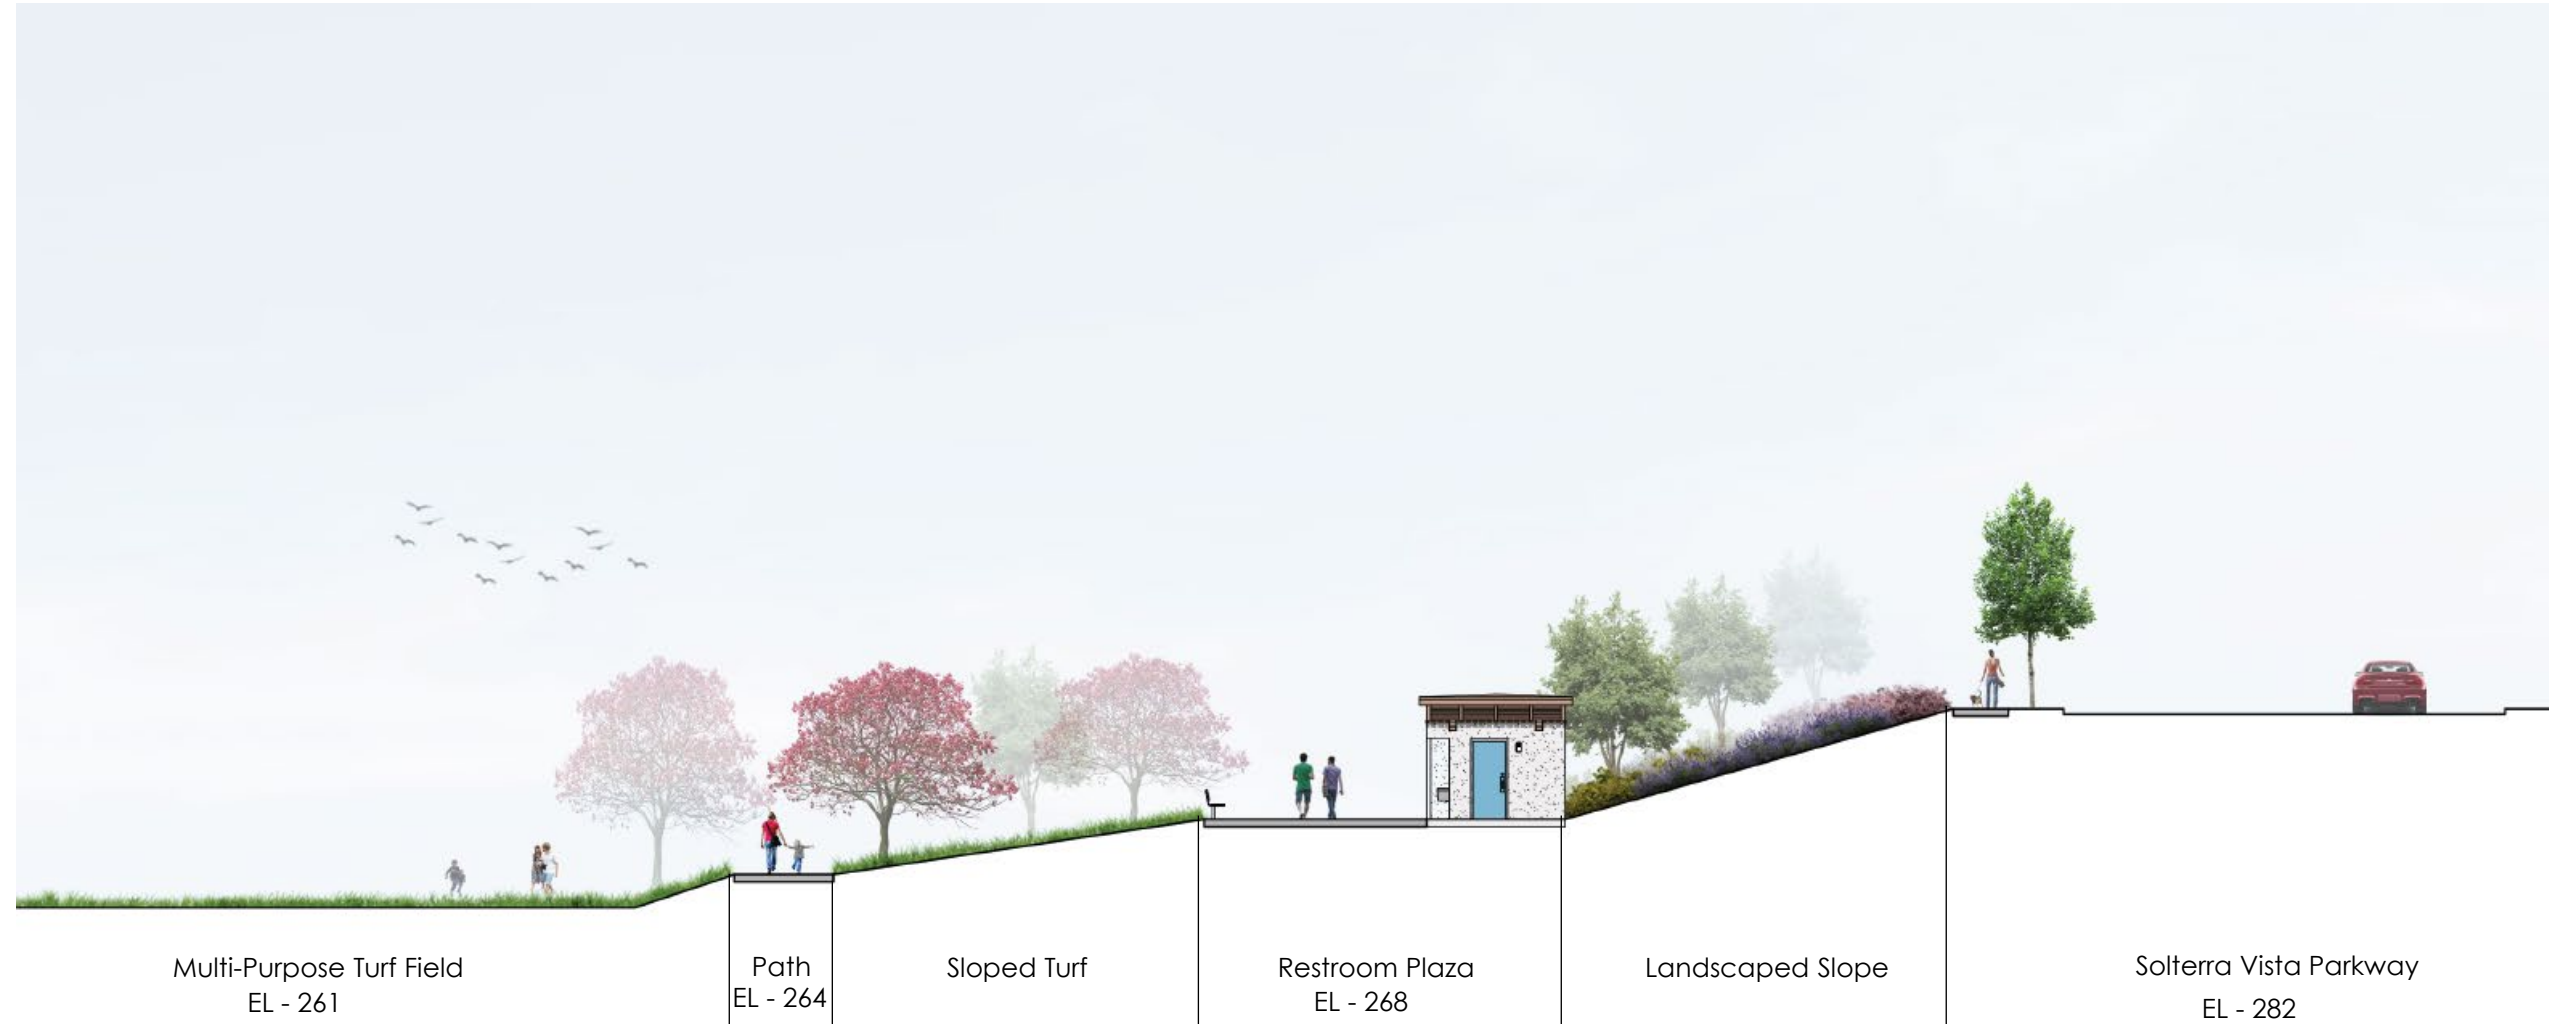 Multi-Purpose Turf Field
EL - 261
Path
EL - 264
Sloped Turf
Restroom Plaza
EL - 268
Landscaped Slope
Solterra Vista Parkway
EL - 282